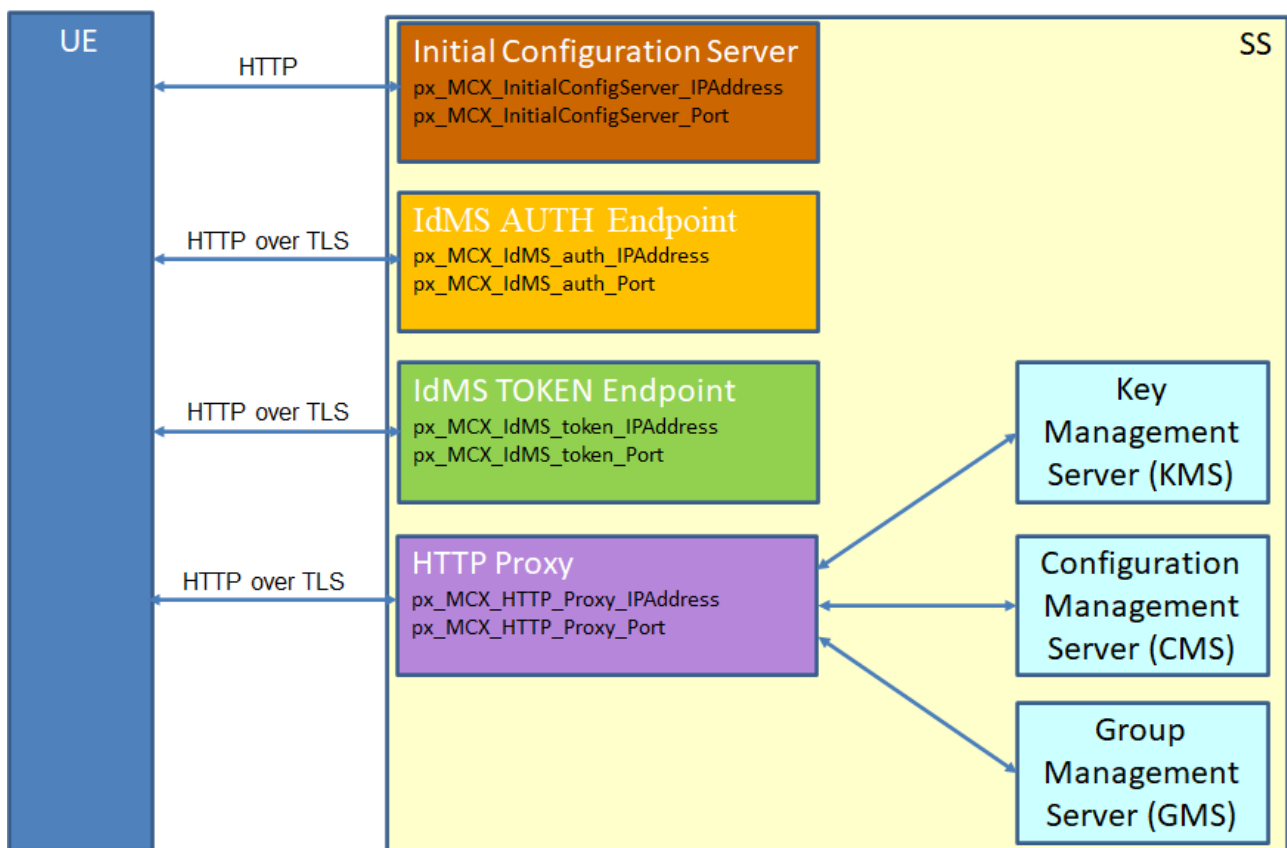 UE
SS
HTTP
Initial Configuration Server
px_MCX_InitialConfigServer_IPAddress
px_MCX_InitialConfigServer_Port
HTTP over TLS
IdMS AUTH Endpoint
px_MCX_IdMS_auth_IPAddress
px_MCX_IdMS_auth_Port
HTTP over TLS
IdMS TOKEN Endpoint
px_MCX_IdMS_token_IPAddress
px_MCX_IdMS_token_Port
HTTP over TLS
HTTP Proxy
px_MCX_HTTP_Proxy_IPAddress
px_MCX_HTTP_Proxy_Port
Key
Management
Server (KMS)
Configuration
Management
Server (CMS)
Group
Management
Server (GMS)